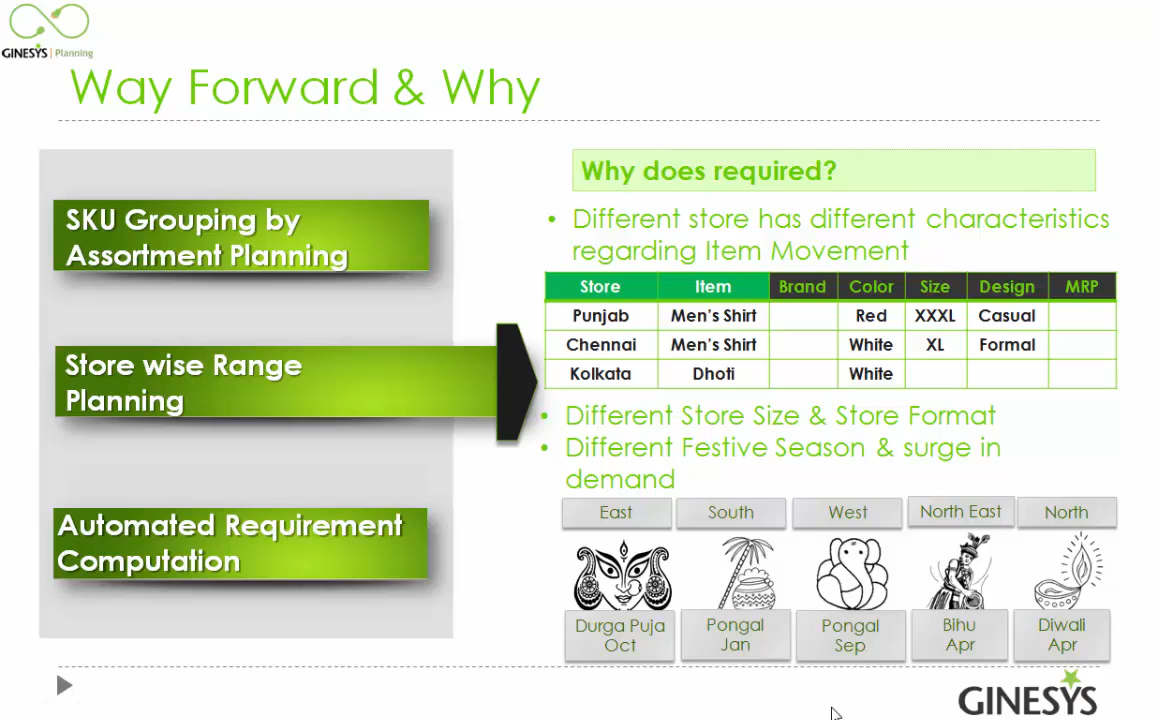 GINESYS | Planning
Way Forward & Why
SKU Grouping by
Assortment Planning
Store wise Range
Planning
Automated Requirement
Computation
Why does required?
• Different store has different characteristics
regarding Item Movement
Store Item Brand Color Size Design MRP
Punjab Men's Shirt Red XXXL Casual
Chennai Men's Shirt White XL Formal
Kolkata Dhoti White
• Different Store Size & Store Format
• Different Festive Season & surge in
demand
East South West North East North
Durga Puja Pongal Pongal Bihu Diwali
Oct Jan Sep Apr Apr
GINESYS